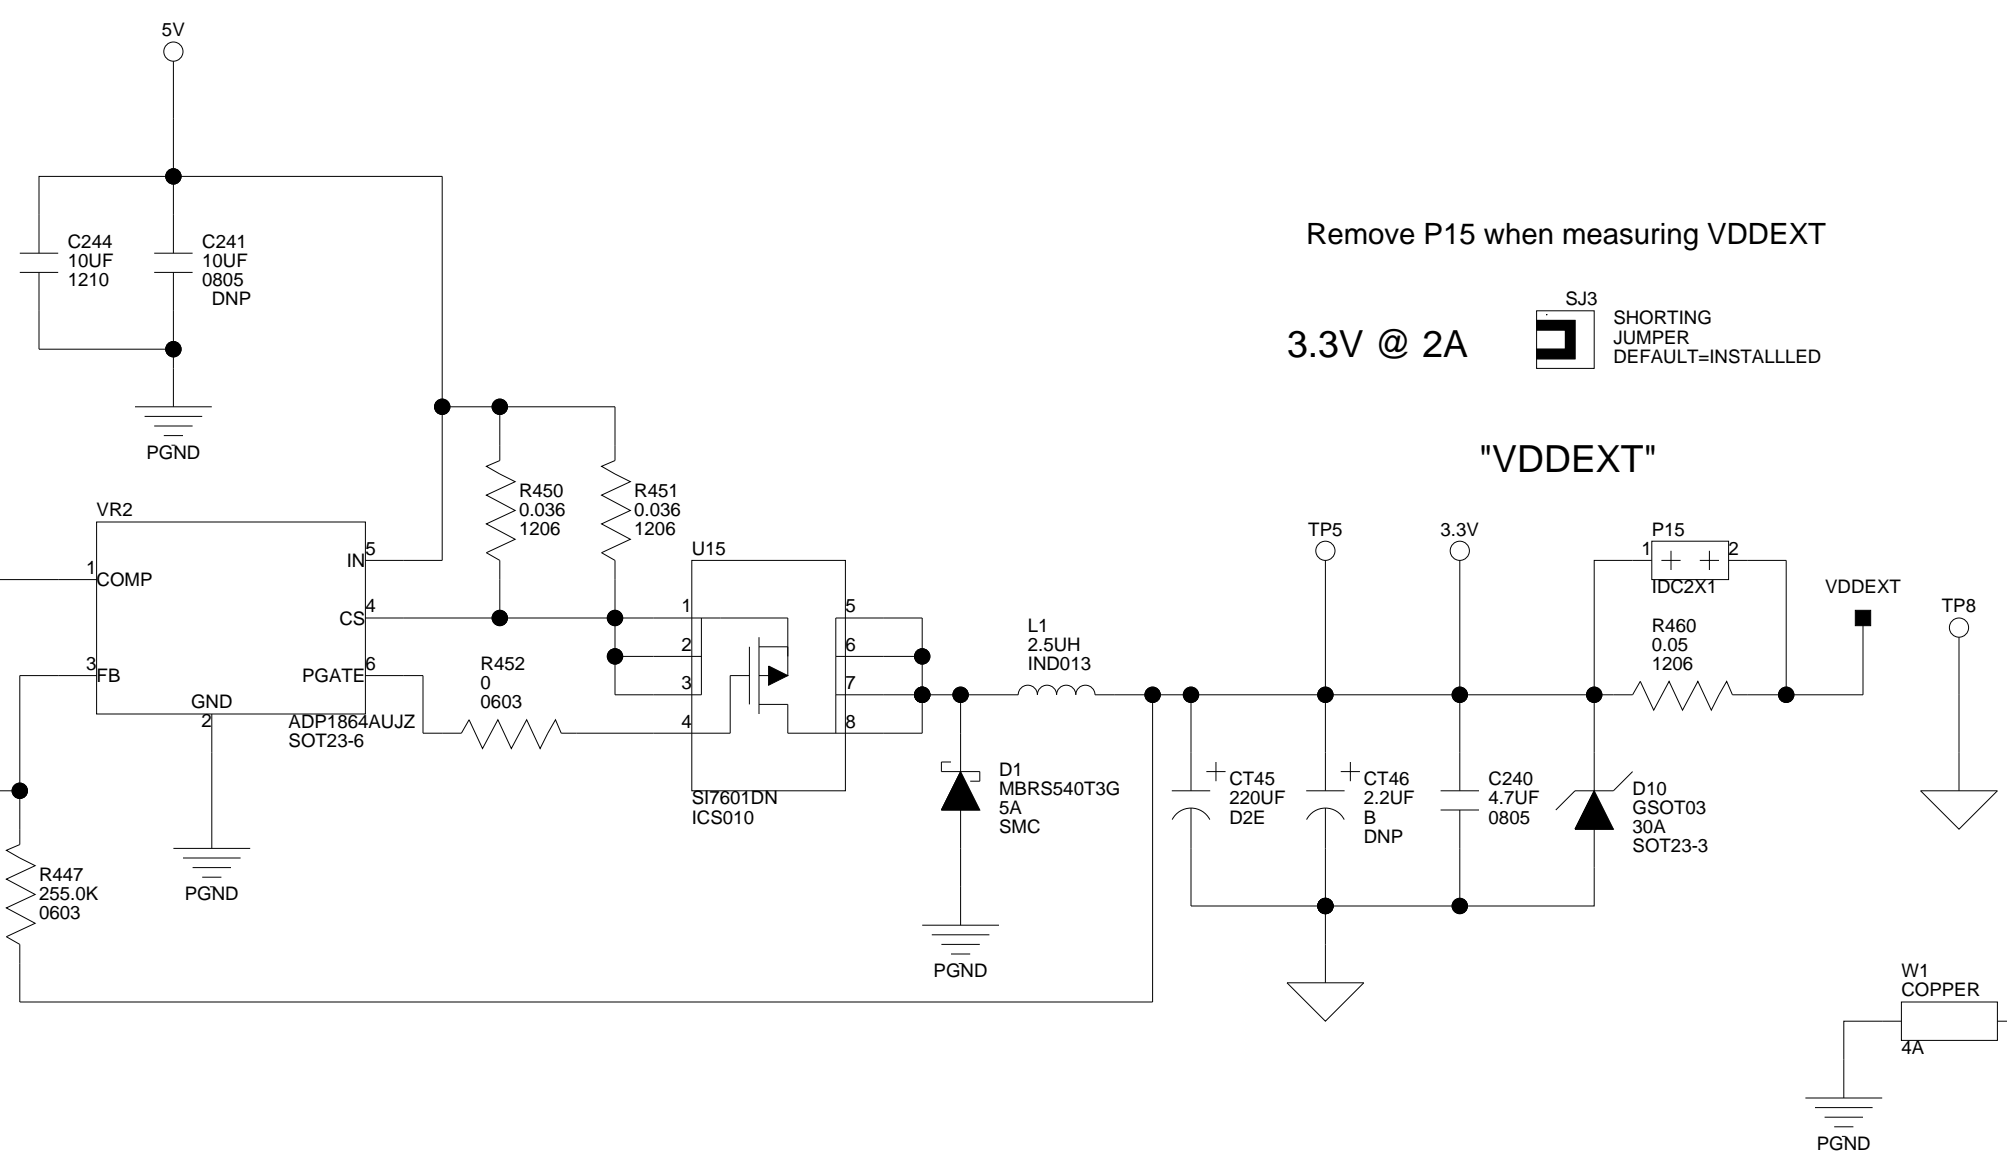 5V
C244
10UF
1210
C241
10UF
0805
DNP
PGND
Remove P15 when measuring VDDEXT
3.3V @ 2A
SJ3
SHORTING
JUMPER
DEFAULT=INSTALLLED
"VDDEXT"
VR2
1
COMP
3
FB
GND
2
IN
5
CS
4
PGATE
6
ADP1864AUJZ
SOT23-6
PGND
R447
255.0K
0603
R450
0.036
1206
R451
0.036
1206
R452
0
0603
U15
1
2
3
4
5
6
7
8
SI7601DN
ICS010
D1
MBRS540T3G
5A
SMC
PGND
L1
2.5UH
IND013
TP5
3.3V
P15
1
2
IDC2X1
R460
0.05
1206
VDDEXT
TP8
+
CT45
220UF
D2E
+
CT46
2.2UF
B
DNP
C240
4.7UF
0805
D10
GSOT03
30A
SOT23-3
W1
COPPER
4A
PGND